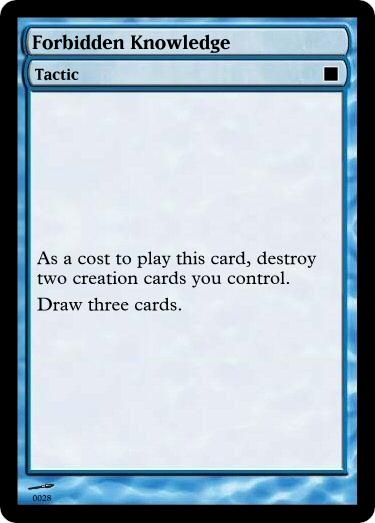 Forbidden Knowledge
Tactic
As a cost to play this card, destroy
two creation cards you control.
Draw three cards.
0028